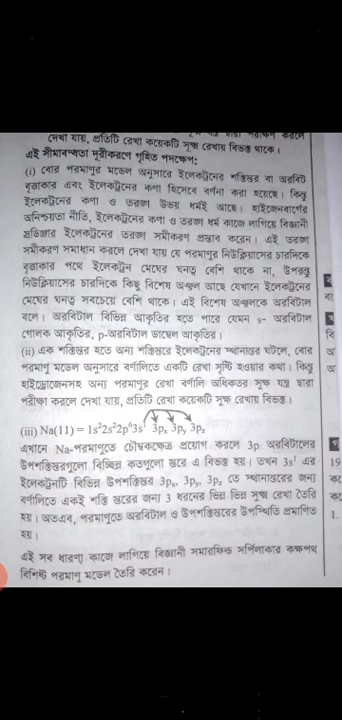 দেখা যায়, প্রতিটি রেখা কয়েকটি সূক্ষ্ম রেখায় বিভক্ত থাকে।
এই সীমাবদ্ধতা দূরীকরণে গৃহিত পদক্ষেপ:
(i) বোর পরমাণুর মডেল অনুসারে ইলেকট্রনের শক্তিস্তর বা অরবিট
বৃত্তাকার এবং ইলেকট্রনের কণা হিসেবে বর্ণনা করা হয়েছে। কিন্তু
ইলেকট্রনের কণা ও তরঙ্গ উভয় ধর্মই আছে। হাইজেনবার্গের
অনিশ্চয়তা নীতি, ইলেকট্রনের কণা ও তরঙ্গ ধর্ম কাজে লাগিয়ে বিজ্ঞানী
শ্রডিঞ্জার ইলেকট্রনের তরঙ্গ সমীকরণ প্রস্তাব করেন। এই তরঙ্গ
সমীকরণ সমাধান করলে দেখা যায় যে পরমাণুর নিউক্লিয়াসের চারদিকে
বৃত্তাকার পথে ইলেকট্রন মেঘের ঘনত্ব বেশি থাকে না, উপরন্তু
নিউক্লিয়াসের চারদিকে কিছু বিশেষ অঞ্চল আছে যেখানে ইলেকট্রনের
মেঘের ঘনত্ব সবচেয়ে বেশি থাকে। এই বিশেষ অঞ্চলকে অরবিটাল
বলে। অরবিটাল বিভিন্ন আকৃতির হতে পারে যেমন s- অরবিটাল
গোলক আকৃতির, p-অরবিটাল ডাম্বেল আকৃতির।
(ii) এক শক্তিস্তর হতে অন্য শক্তিস্তরে ইলেকট্রনের স্থানান্তর ঘটলে, বোর
পরমাণু মডেল অনুসারে বর্ণালিতে একটি রেখা সৃষ্টি হওয়ার কথা। কিন্তু
হাইড্রোজেনসহ অন্য পরমাণুর রেখা বর্ণালি অধিকতর সূক্ষ যন্ত্র দ্বারা
পরীক্ষা করলে দেখা যায়, প্রতিটি রেখা কয়েকটি সূক্ষ রেখায় বিভক্ত।
(iii) Na(11) = 1s²2s²2p⁶3s¹ 3pₓ 3pᵧ 3p_z
এখানে Na-পরমাণুতে চৌম্বকক্ষেত্র প্রয়োগ করলে 3p অরবিটালের
উপশক্তিস্তরগুলো বিচ্ছিন্ন কতগুলো স্তরে এ বিভক্ত হয়। তখন 3s¹ এর
ইলেকট্রনটি বিভিন্ন উপশক্তিস্তর 3pₓ, 3pᵧ, 3p_z তে স্থানান্তরের জন্য
বর্ণালিতে একই শক্তি স্তরের জন্য 3 ধরনের ভিন্ন ভিন্ন সূক্ষ রেখা তৈরি
হয়। অতএব, পরমাণুতে অরবিটাল ও উপশক্তিস্তরের উপস্থিতি প্রমাণিত
হয়।
এই সব ধারণা কাজে লাগিয়ে বিজ্ঞানী সমারফিল্ড সর্পিলাকার কক্ষপথ
বিশিষ্ট পরমাণু মডেল তৈরি করেন।
19
1.